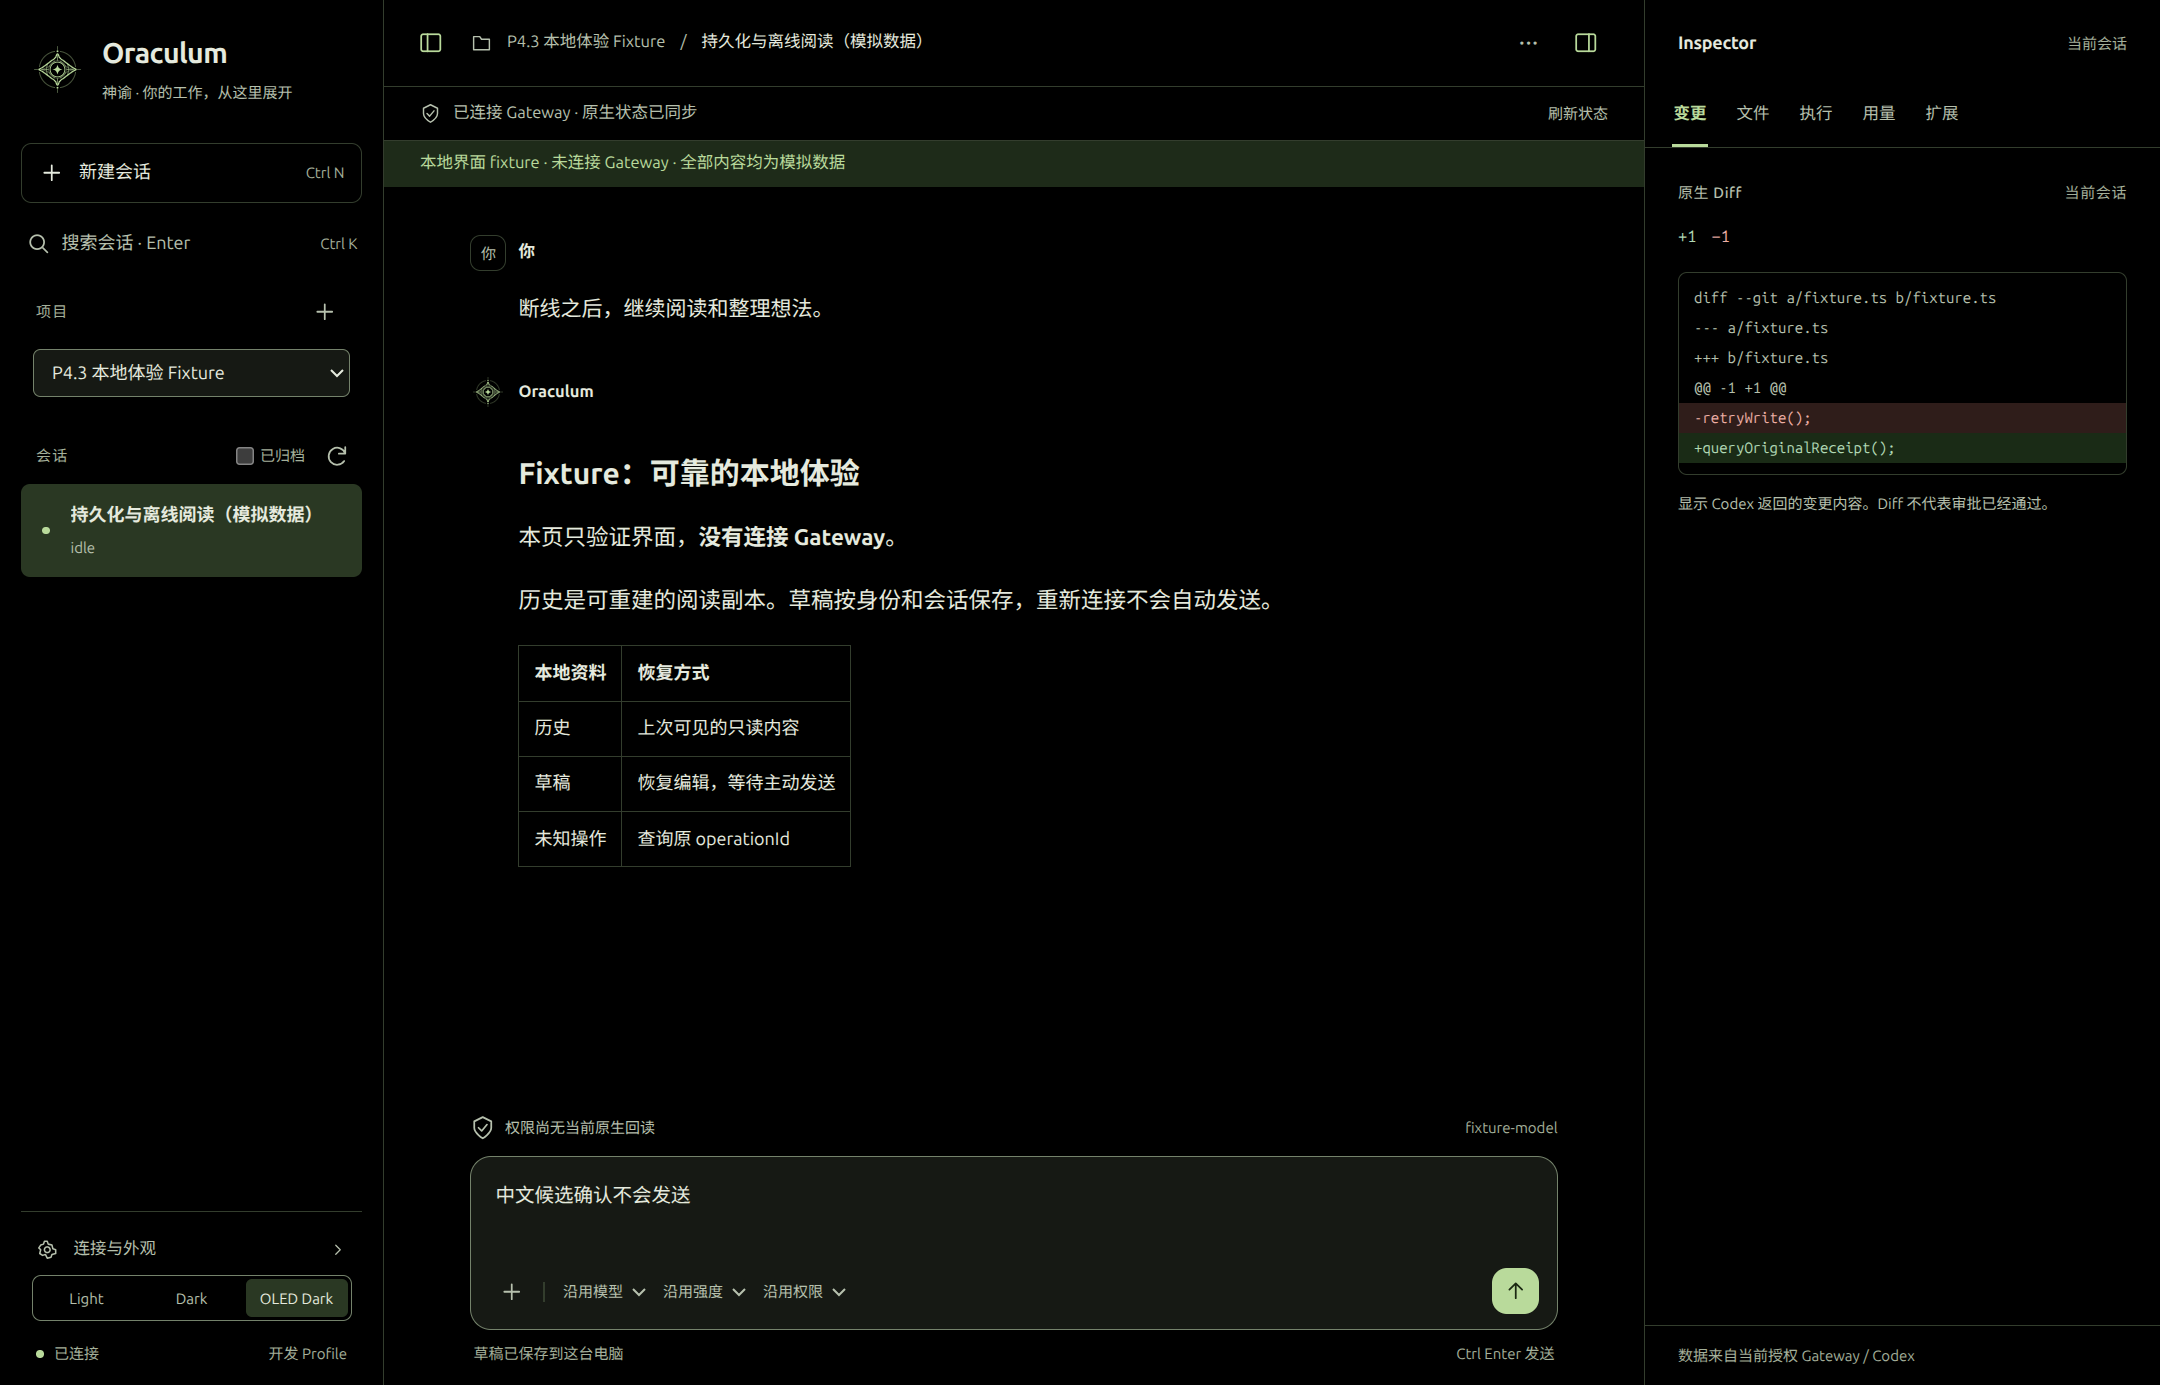 Oraculum
神谕 · 你的工作，从这里展开
新建会话 Ctrl N
搜索会话 · Enter Ctrl K
项目
P4.3 本地体验 Fixture
会话 已归档
持久化与离线阅读（模拟数据）
idle
连接与外观
Light Dark OLED Dark
已连接 开发 Profile
P4.3 本地体验 Fixture / 持久化与离线阅读（模拟数据）
已连接 Gateway · 原生状态已同步 刷新状态
本地界面 fixture · 未连接 Gateway · 全部内容均为模拟数据
你 你
断线之后，继续阅读和整理想法。
Oraculum
Fixture：可靠的本地体验
本页只验证界面，没有连接 Gateway。
历史是可重建的阅读副本。草稿按身份和会话保存，重新连接不会自动发送。
本地资料 恢复方式
历史 上次可见的只读内容
草稿 恢复编辑，等待主动发送
未知操作 查询原 operationId
权限尚无当前原生回读 fixture-model
中文候选确认不会发送
沿用模型 沿用强度 沿用权限
草稿已保存到这台电脑 Ctrl Enter 发送
Inspector 当前会话
变更 文件 执行 用量 扩展
原生 Diff 当前会话
+1 −1
diff --git a/fixture.ts b/fixture.ts
--- a/fixture.ts
+++ b/fixture.ts
@@ -1 +1 @@
-retryWrite();
+queryOriginalReceipt();
显示 Codex 返回的变更内容。Diff 不代表审批已经通过。
数据来自当前授权 Gateway / Codex